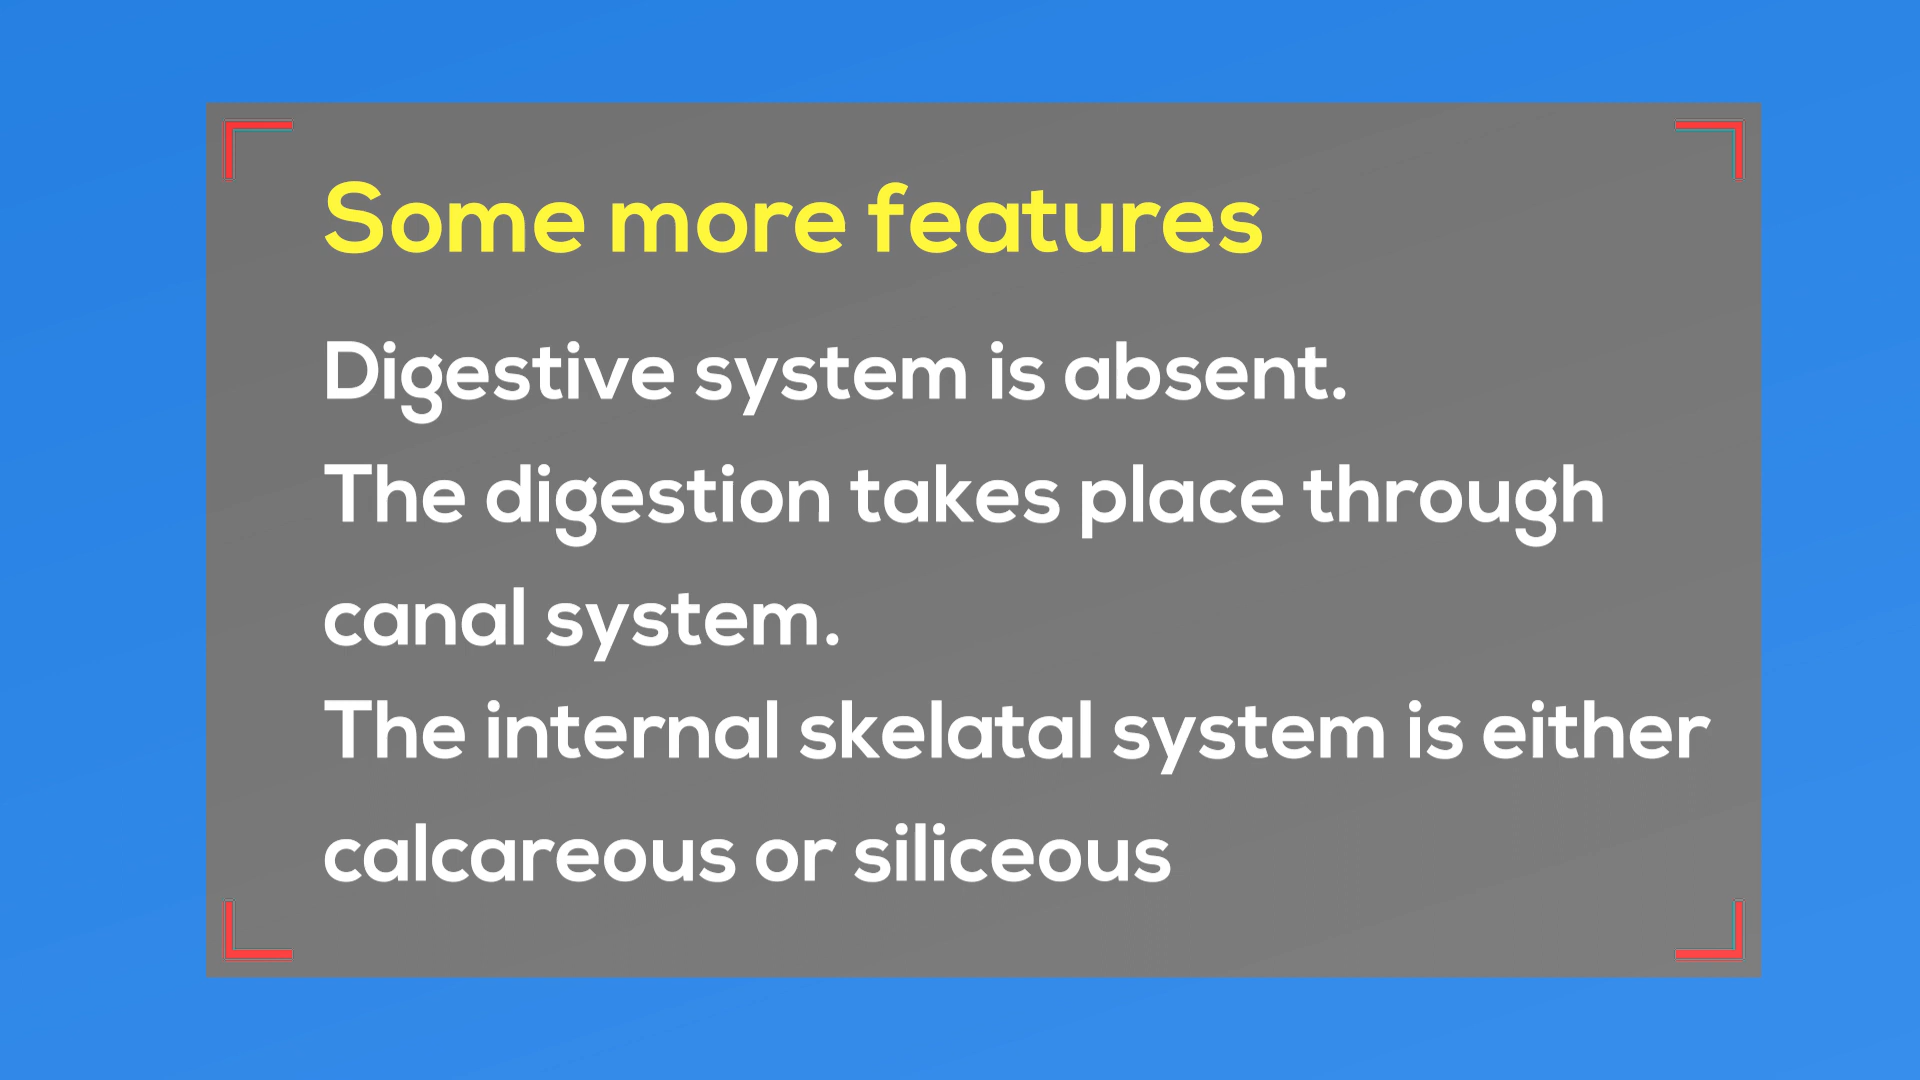 Some more features
Digestive system is absent.
The digestion takes place through
canal system.
The internal skelatal system is either
calcareous or siliceous